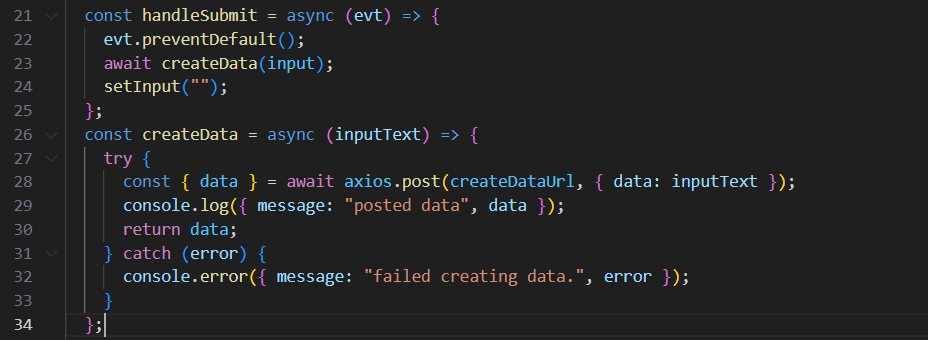 21 const handleSubmit = async (evt) => {
22 evt.preventDefault();
23 await createData(input);
24 setInput("");
25 };
26 const createData = async (inputText) => {
27 try {
28 const { data } = await axios.post(createDataUrl, { data: inputText });
29 console.log({ message: "posted data", data });
30 return data;
31 } catch (error) {
32 console.error({ message: "failed creating data.", error });
33 }
34 };